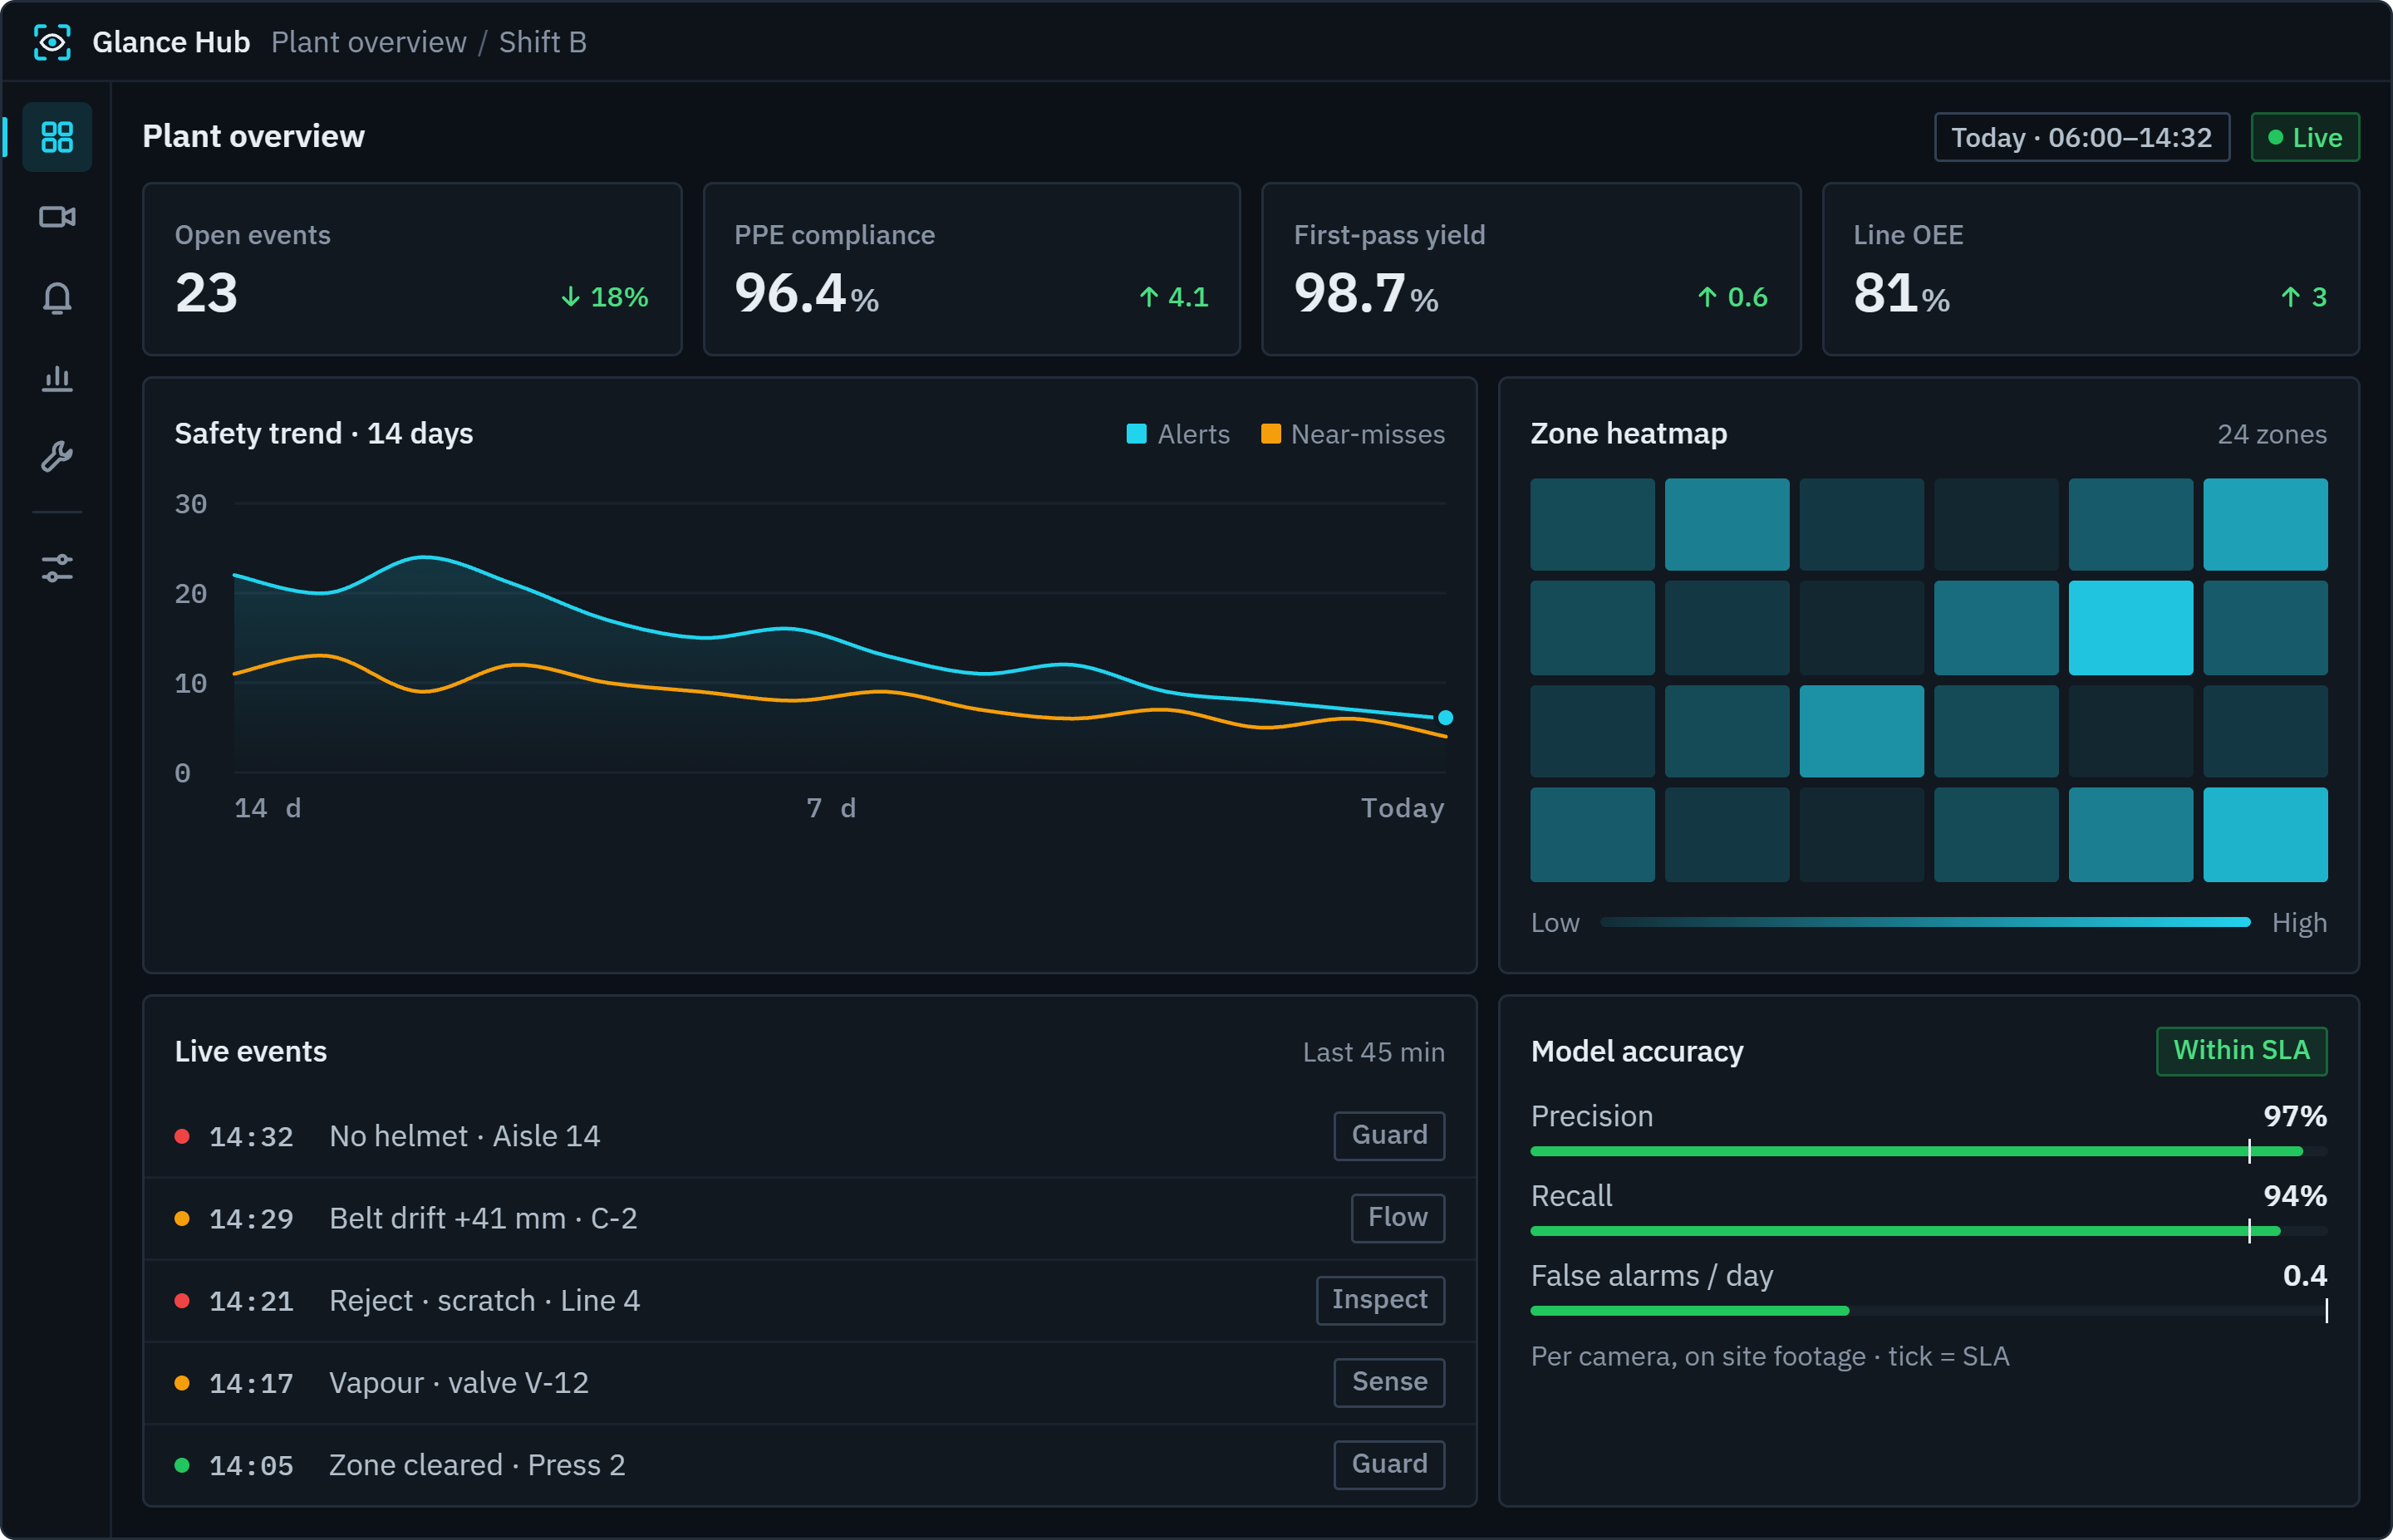 Glance Hub Plant overview / Shift B
Plant overview
Today · 06:00–14:32
Live
Open events
23
↓ 18%
PPE compliance
96.4%
↑ 4.1
First-pass yield
98.7%
↑ 0.6
Line OEE
81%
↑ 3
Safety trend · 14 days
Alerts
Near-misses
30
20
10
0
14 d
7 d
Today
Zone heatmap
24 zones
Low
High
Live events
Last 45 min
14:32 No helmet · Aisle 14 Guard
14:29 Belt drift +41 mm · C-2 Flow
14:21 Reject · scratch · Line 4 Inspect
14:17 Vapour · valve V-12 Sense
14:05 Zone cleared · Press 2 Guard
Model accuracy
Within SLA
Precision 97%
Recall 94%
False alarms / day 0.4
Per camera, on site footage · tick = SLA